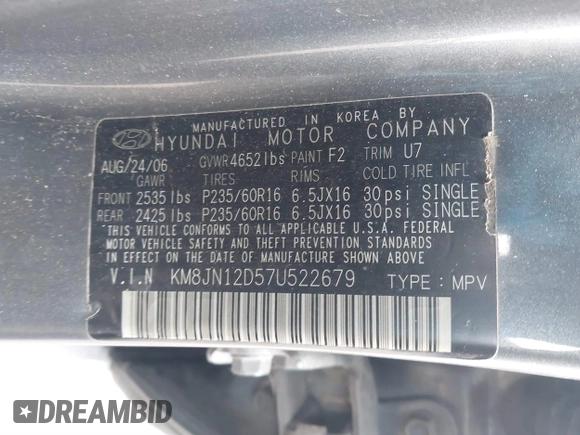 MANUFACTURED IN KOREA BY
HYUNDAI MOTOR COMPANY
AUG/24/06 GVWR 4652 lbs PAINT F2 TRIM U7
GAWR TIRES RIMS COLD TIRE INFL
FRONT 2535 lbs P235/60R16 6.5JX16 30psi SINGLE
REAR 2425 lbs P235/60R16 6.5JX16 30psi SINGLE
THIS VEHICLE CONFORMS TO ALL APPLICABLE U.S.A FEDERAL
MOTOR VEHICLE SAFETY AND BUMPER STANDARDS
IN EFFECT ON THE DATE OF MANUFACTURE SHOWN ABOVE
V.I.N KM8JN12D57U522679 TYPE : MPV
DREAMBID